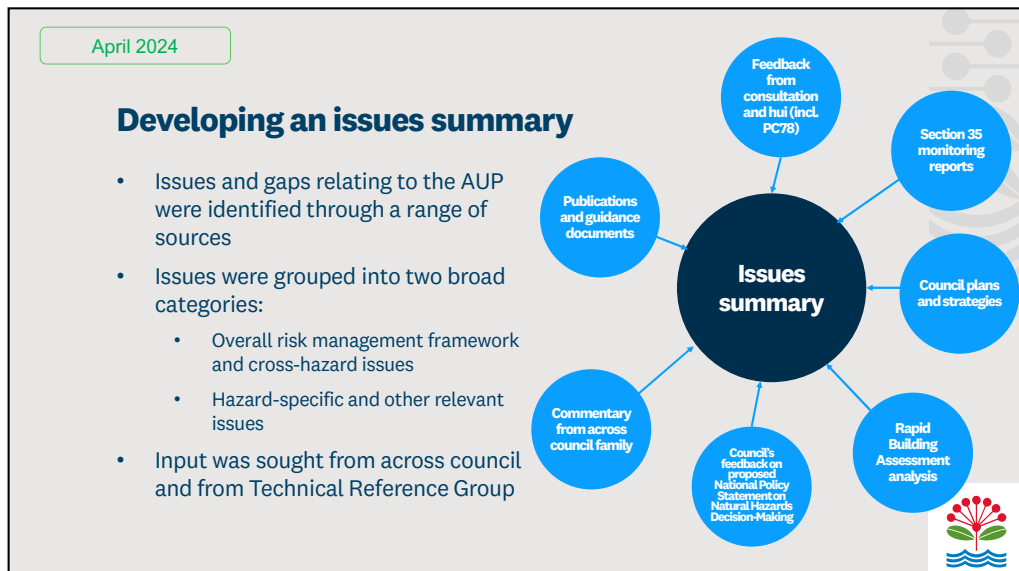 April 2024
Developing an issues summary
• Issues and gaps relating to the AUP
were identified through a range of
sources
• Issues were grouped into two broad
categories:
• Overall risk management framework
and cross-hazard issues
• Hazard-specific and other relevant
issues
• Input was sought from across council
and from Technical Reference Group
Feedback
from
consultation
and hui (incl.
PC78)
Section 35
monitoring
reports
Publications
and guidance
documents
Issues
summary
Council plans
and strategies
Commentary
from across
council family
Council's
feedback on
proposed
National Policy
Statement on
Natural Hazards
Decision-Making
Rapid
Building
Assessment
analysis